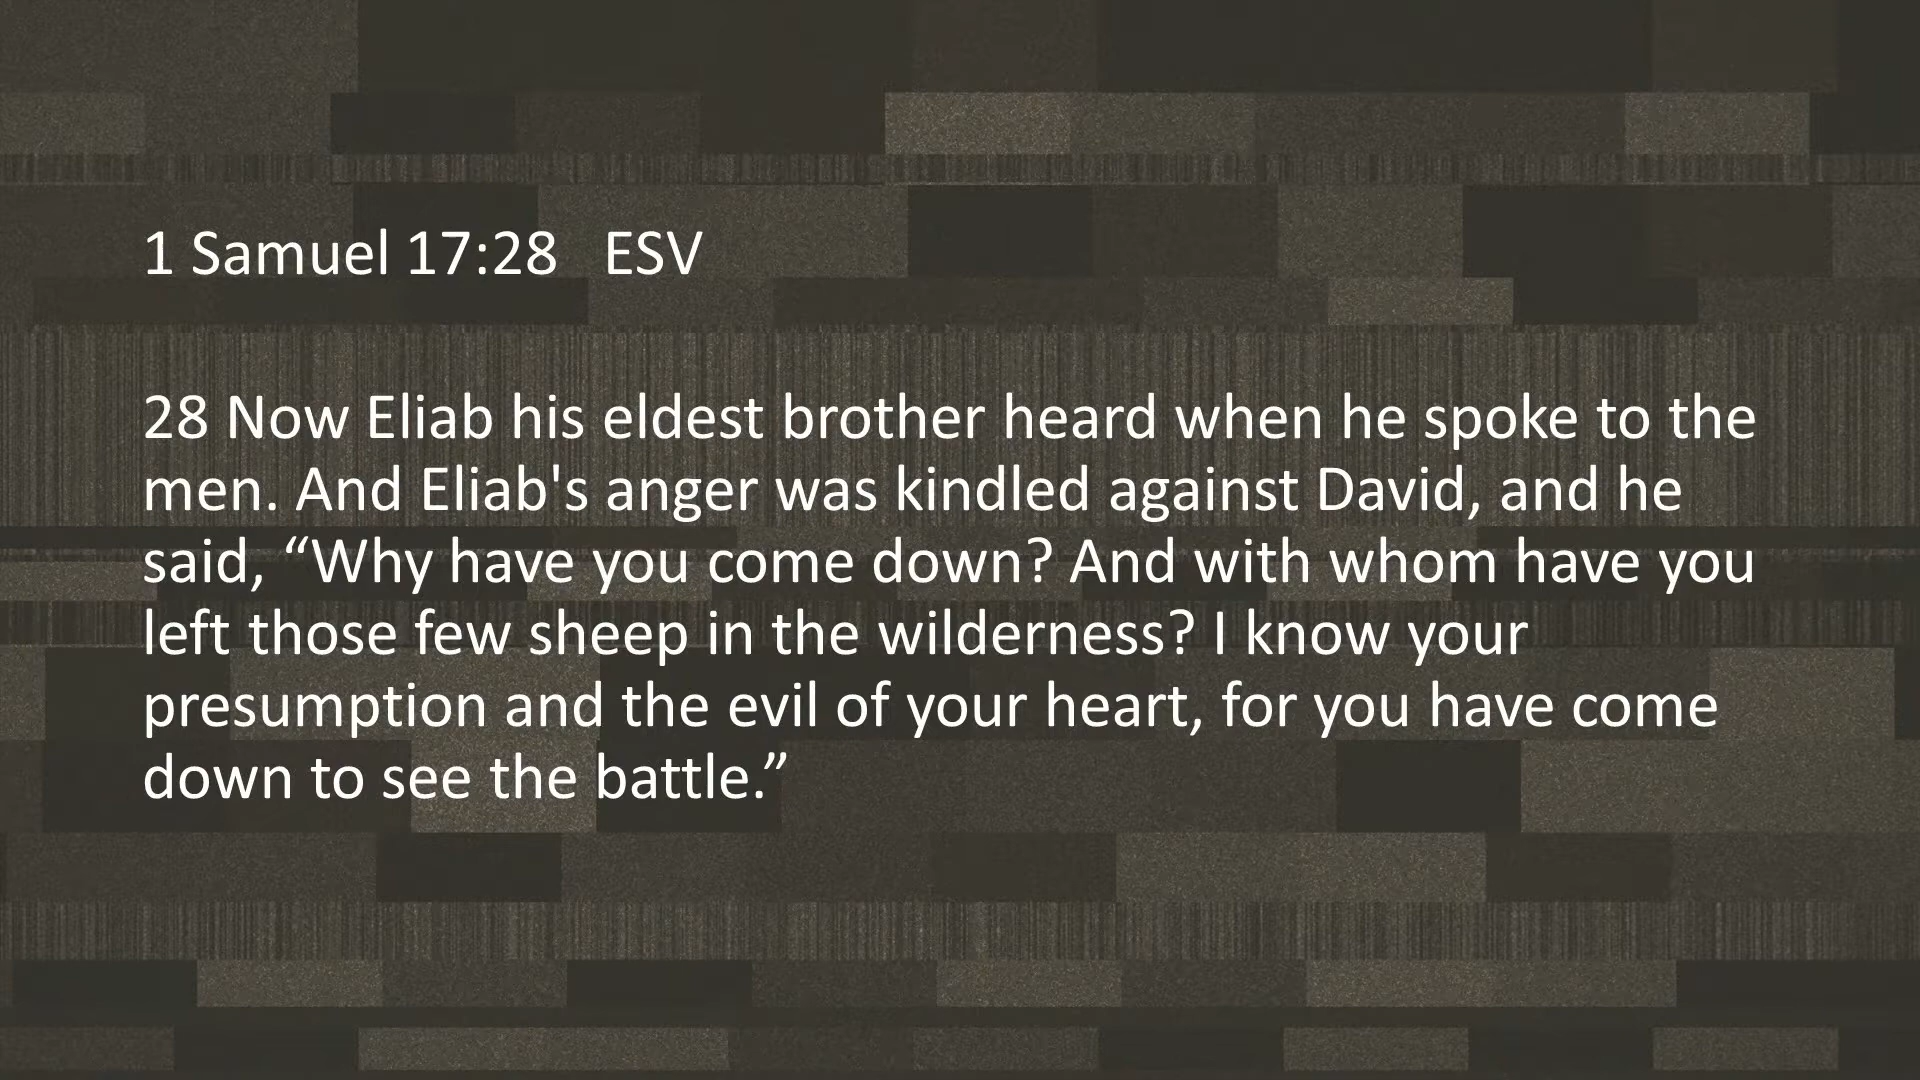 1 Samuel 17:28   ESV
28 Now Eliab his eldest brother heard when he spoke to the
men. And Eliab's anger was kindled against David, and he
said, “Why have you come down? And with whom have you
left those few sheep in the wilderness? I know your
presumption and the evil of your heart, for you have come
down to see the battle.”